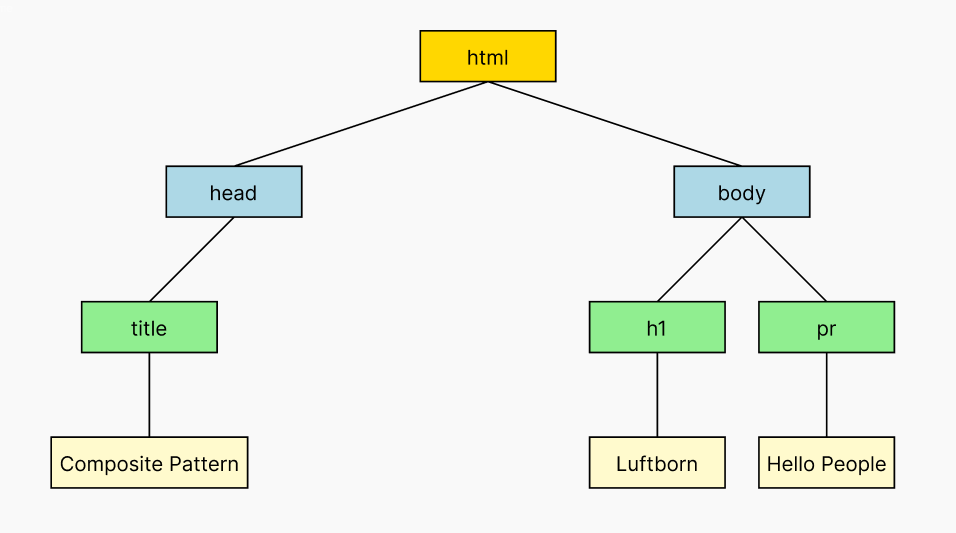 html
head
body
title
h1
pr
Composite Pattern
Luftborn
Hello People